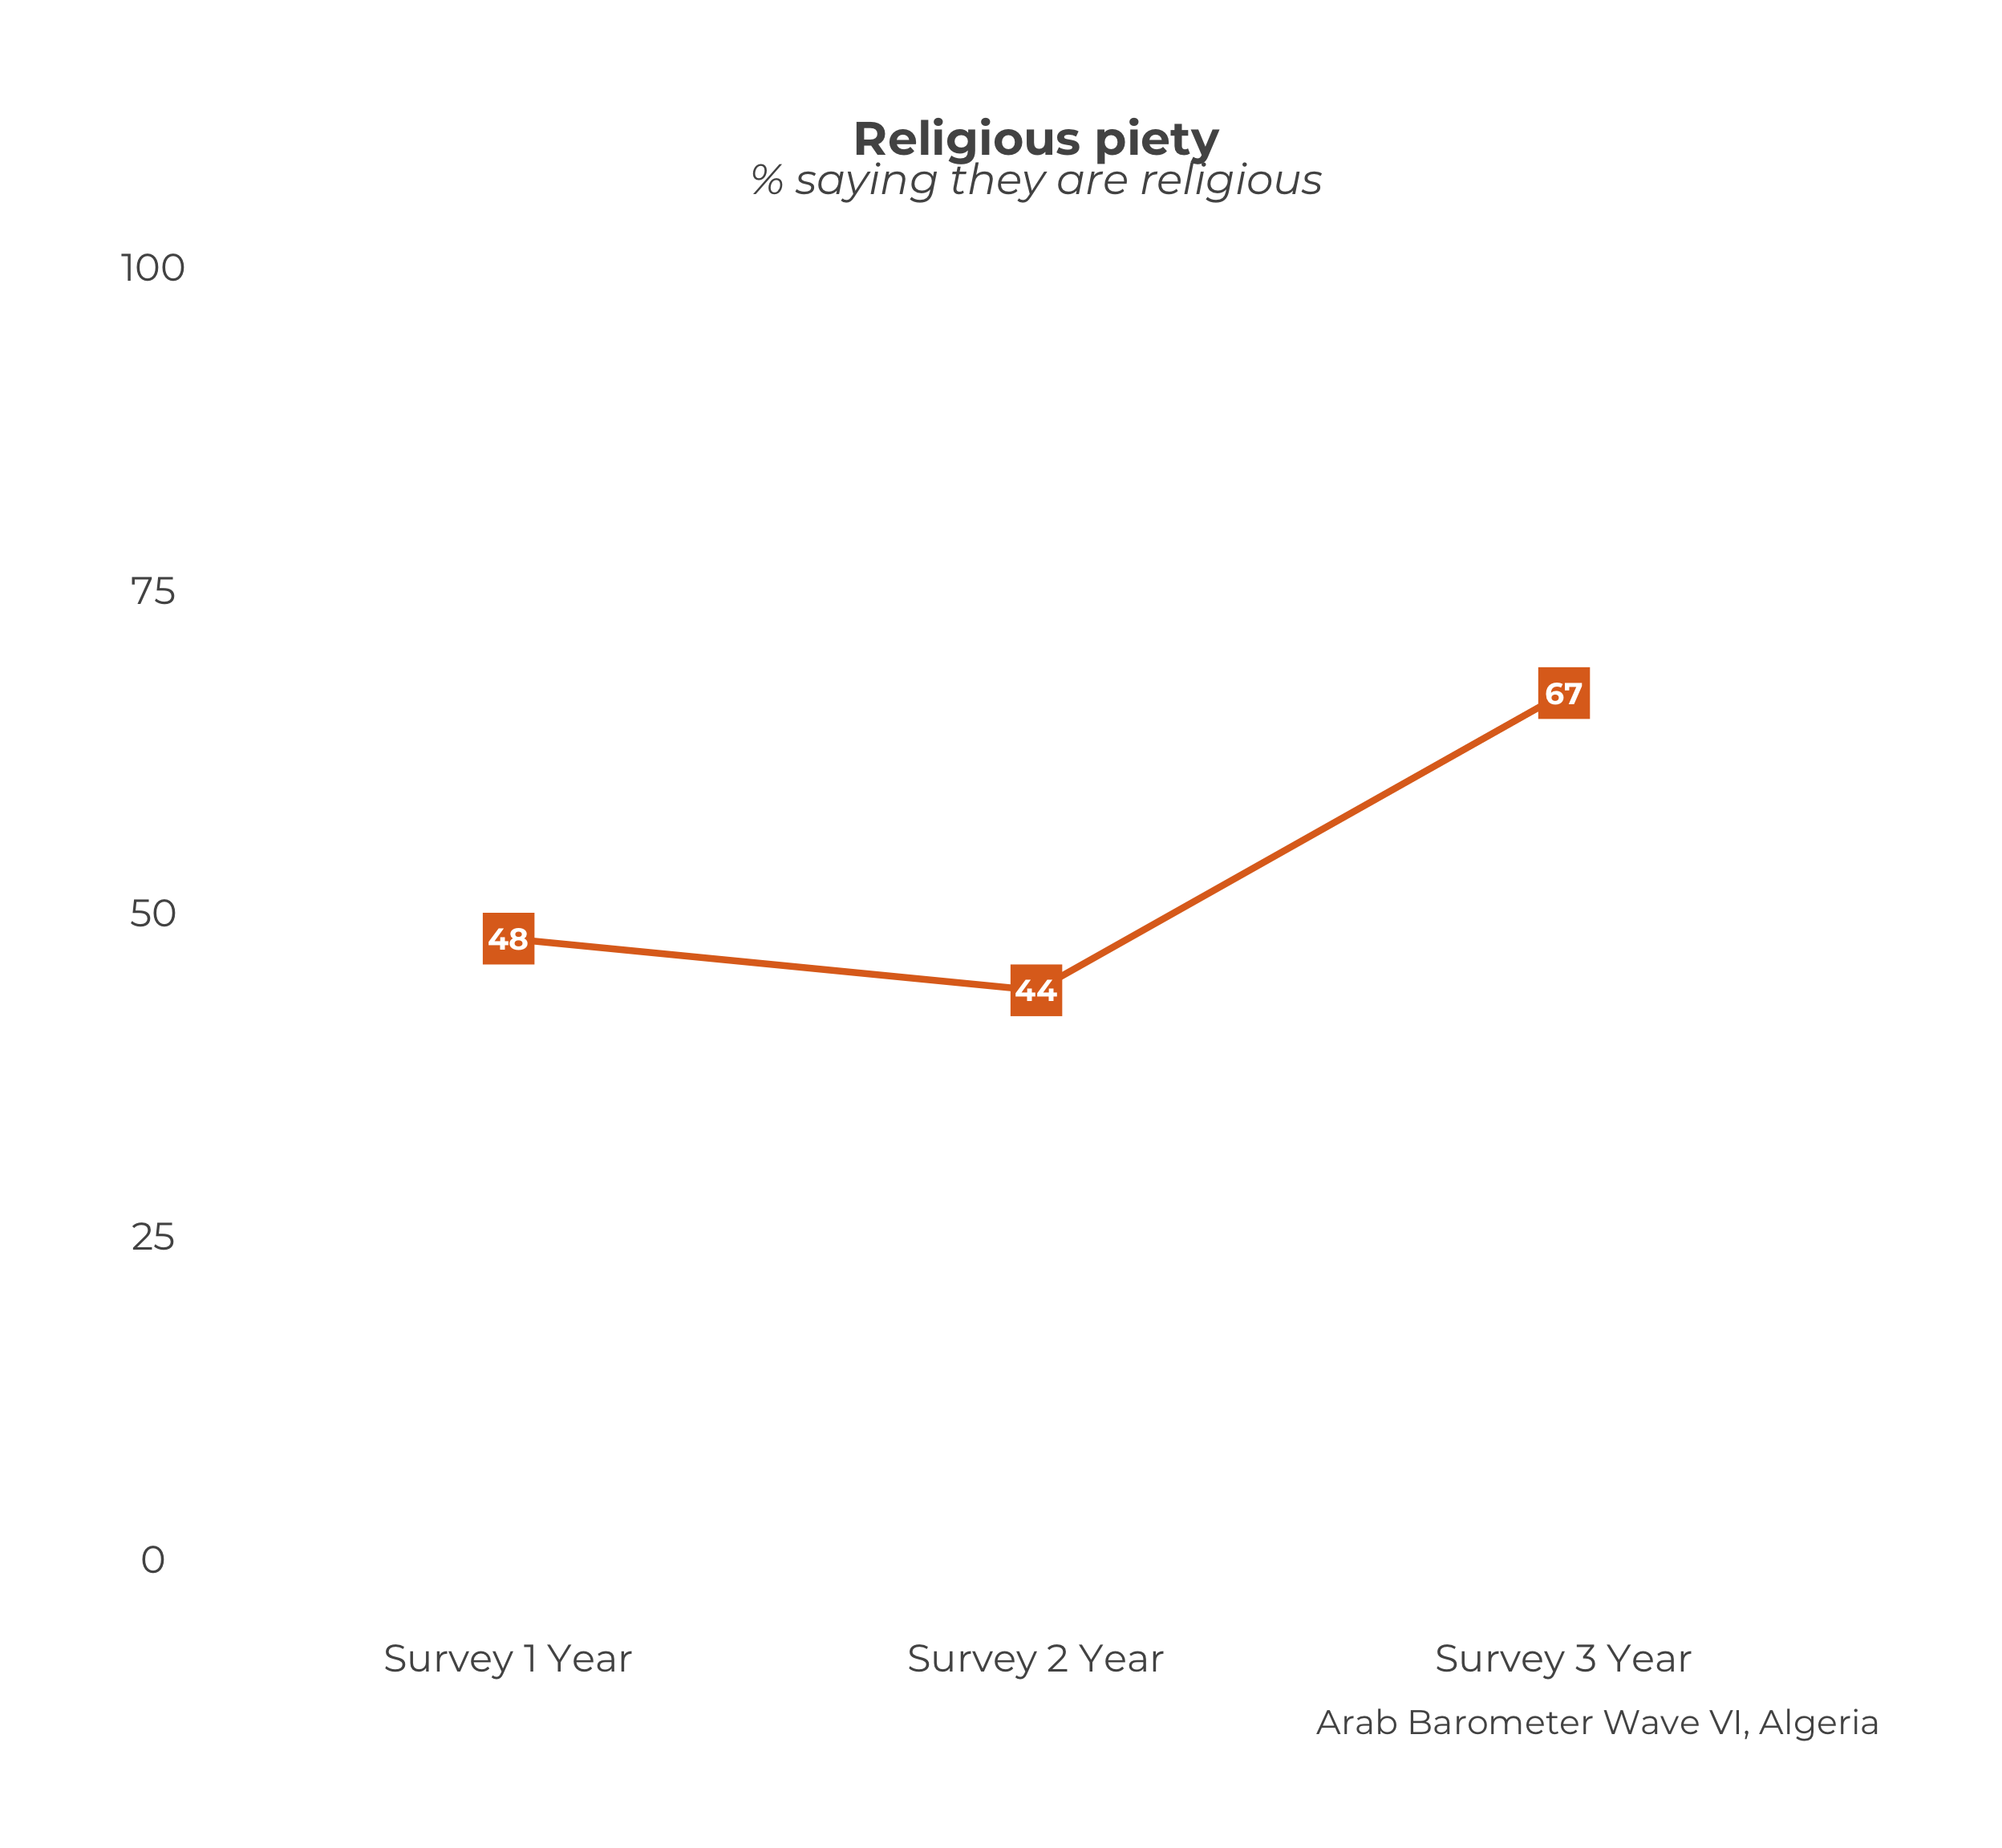 Religious piety
% saying they are religious
100
75
67
50
48
44
25
0
Survey 1 Year Survey 2 Year Survey 3 Year
Arab Barometer Wave VI, Algeria